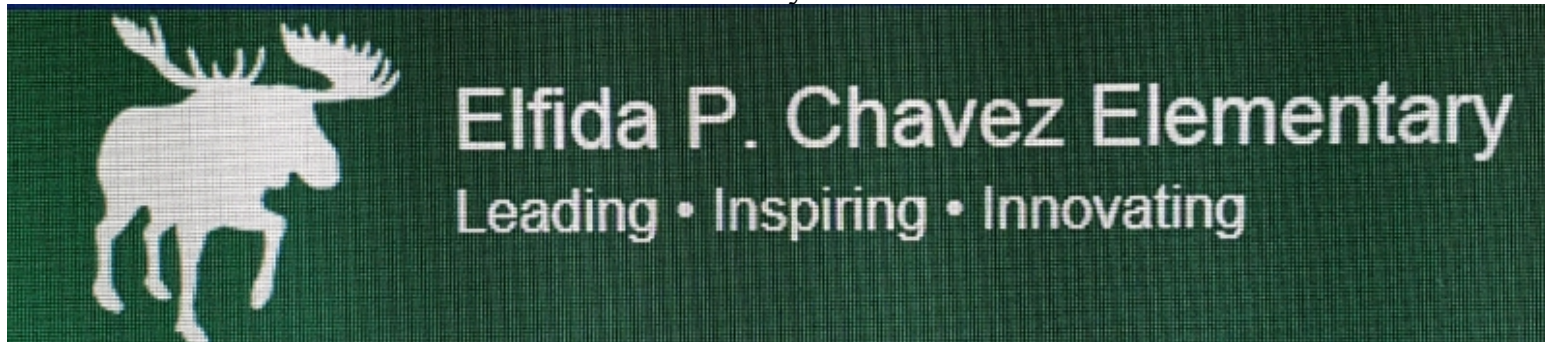 Elfida P. Chavez Elementary
Leading • Inspiring • Innovating